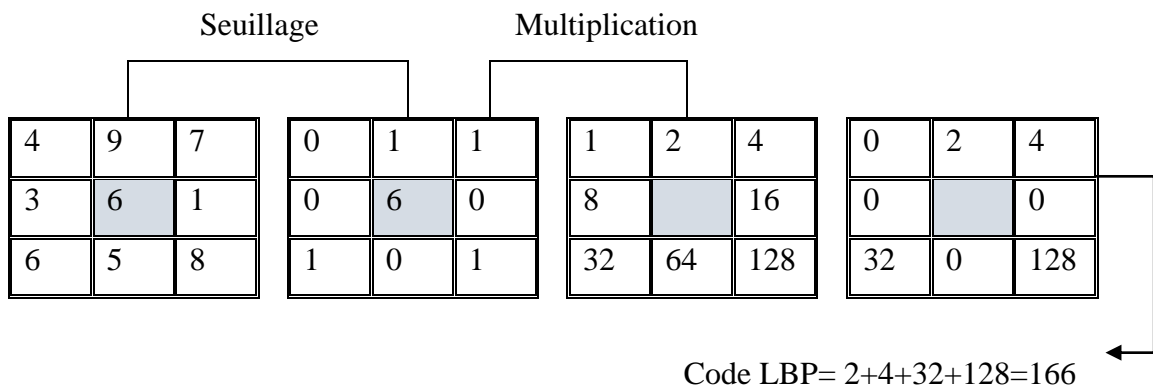 Seuillage Multiplication
4 9 7 0 1 1 1 2 4 0 2 4
3 6 1 0 6 0 8 16 0 0
6 5 8 1 0 1 32 64 128 32 0 128
Code LBP= 2+4+32+128=166